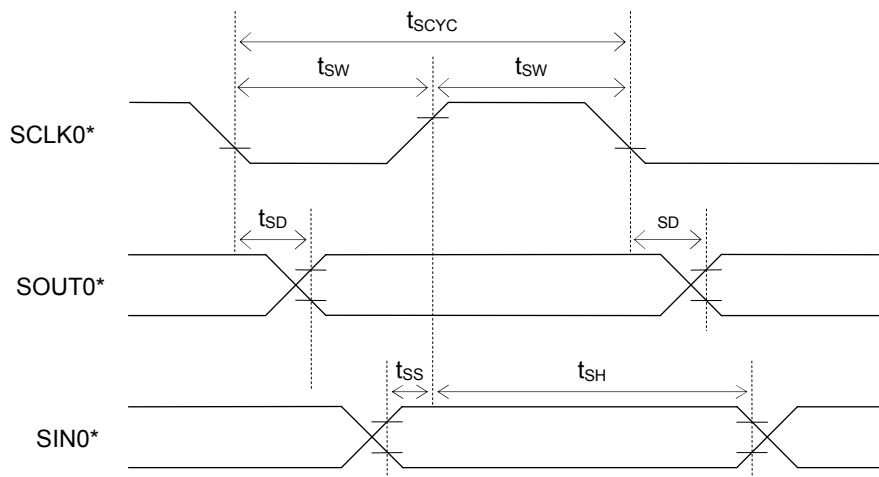 tSCYC
tSW tSW
SCLK0*
tSD SD
SOUT0*
tSS tSH
SIN0*